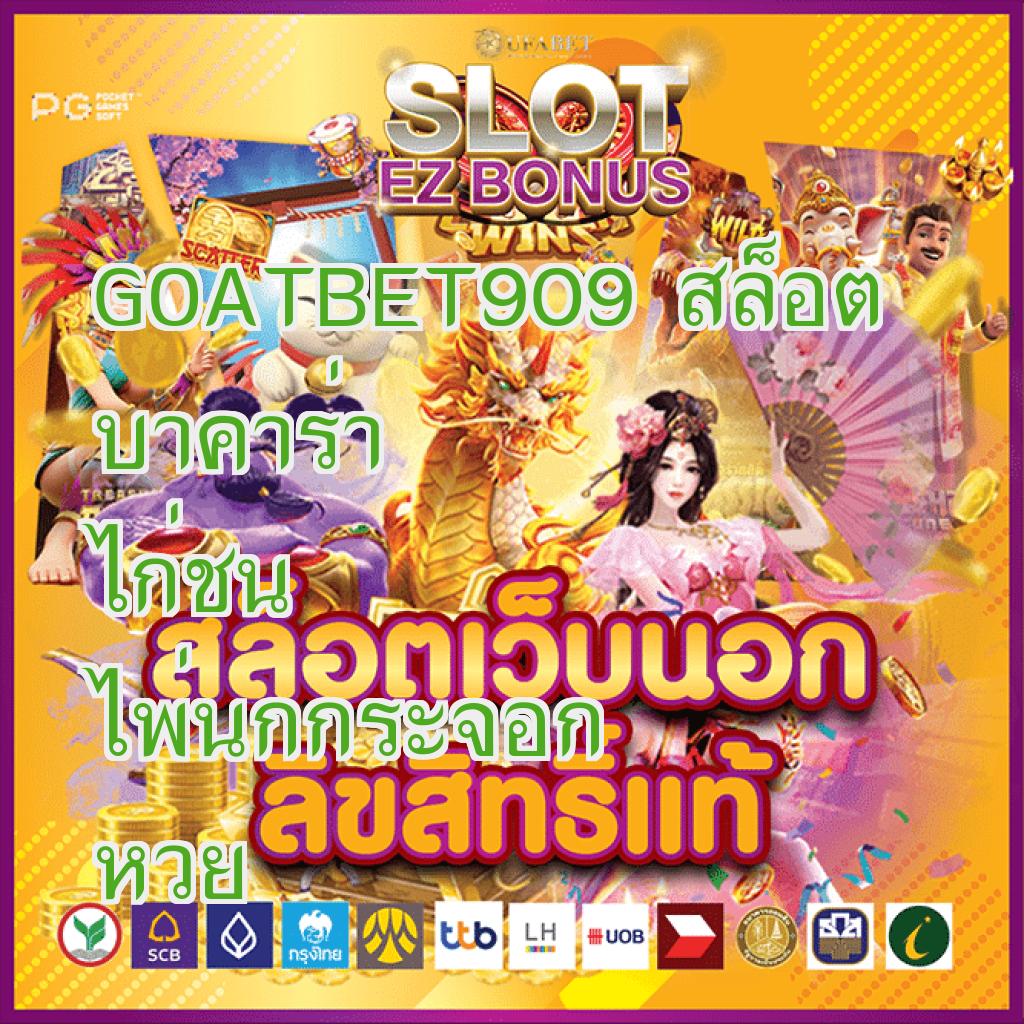 UFABET
PG POCKET GAMES SOFT
SLOT
EZ BONUS
WINS
WILD
SCATTER
GOATBET909 สล็อต
บาคาร่า
ไก่ชน
สล็อตเว็บนอก
ไพ่นกกระจอก
ลิขสิทธิ์แท้
หวย
SCB
กรุงไทย
ttb
LH
UOB